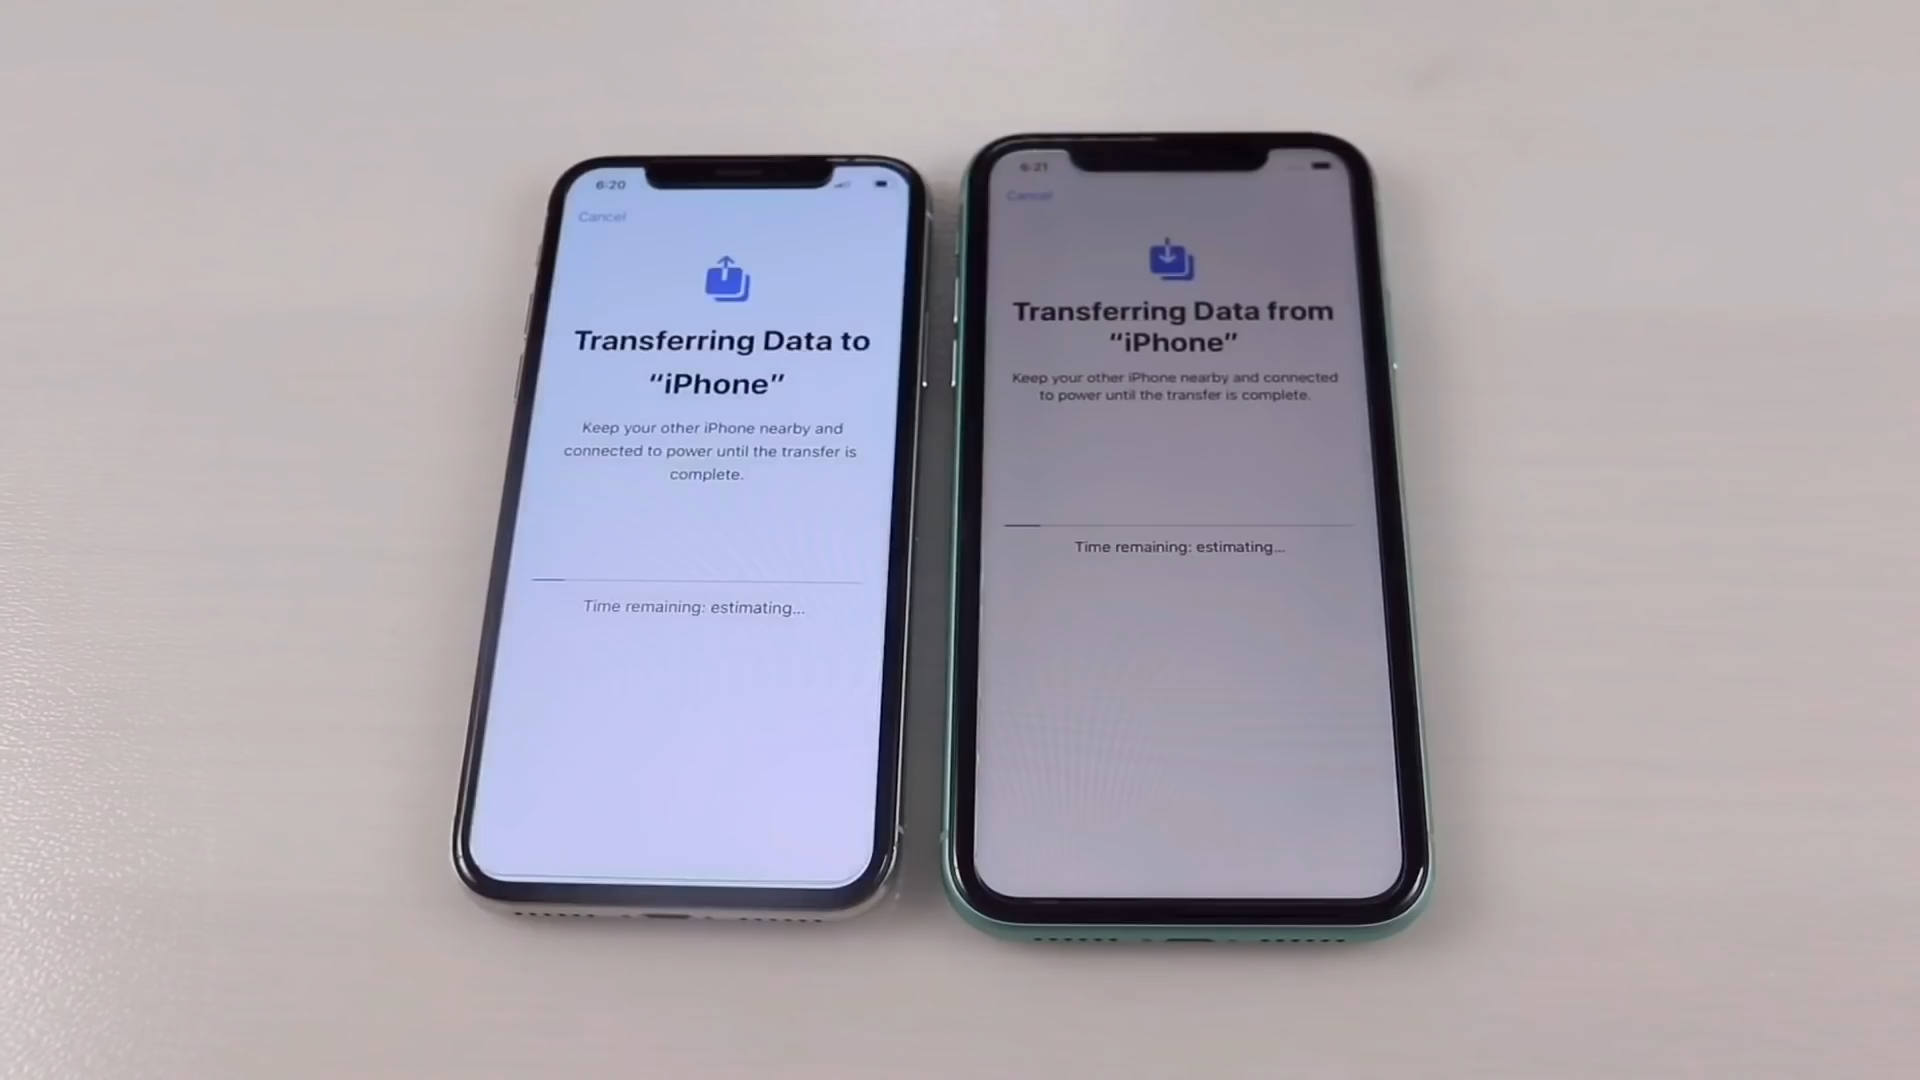 6:20
Cancel
Transferring Data to
“iPhone”
Keep your other iPhone nearby and
connected to power until the transfer is
complete.
Time remaining: estimating...
6:21
Cancel
Transferring Data from
“iPhone”
Keep your other iPhone nearby and connected
to power until the transfer is complete.
Time remaining: estimating...